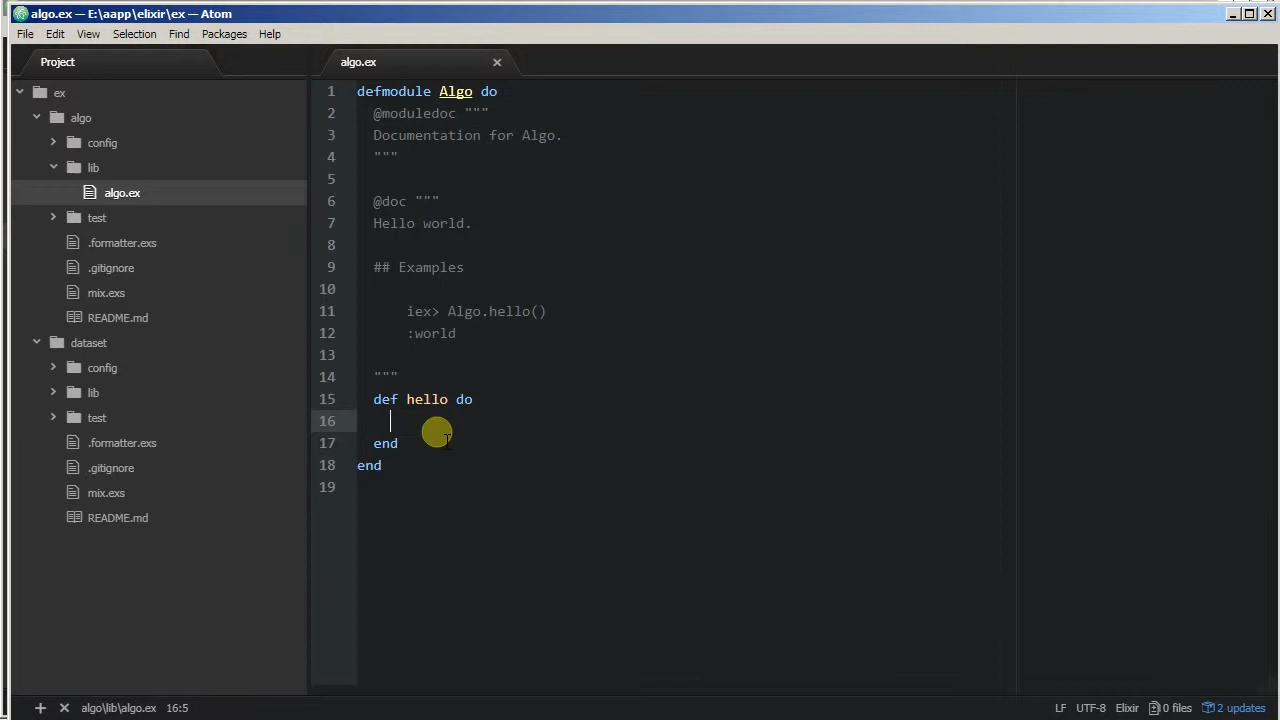 algo.ex — E:\aapp\elixir\ex — Atom
File Edit View Selection Find Packages Help
Project
algo.ex
ex
algo
config
lib
algo.ex
test
.formatter.exs
.gitignore
mix.exs
README.md
dataset
config
lib
test
.formatter.exs
.gitignore
mix.exs
README.md
1 defmodule Algo do
2 @moduledoc """
3 Documentation for Algo.
4 """
5
6 @doc """
7 Hello world.
8
9 ## Examples
10
11 iex> Algo.hello()
12 :world
13
14 """
15 def hello do
16
17 end
18 end
19
algo\lib\algo.ex 16:5
LF UTF-8 Elixir 0 files 2 updates